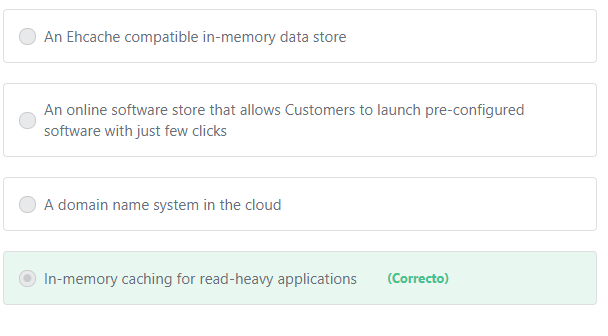 An Ehcache compatible in-memory data store
An online software store that allows Customers to launch pre-configured
software with just few clicks
A domain name system in the cloud
In-memory caching for read-heavy applications (Correcto)